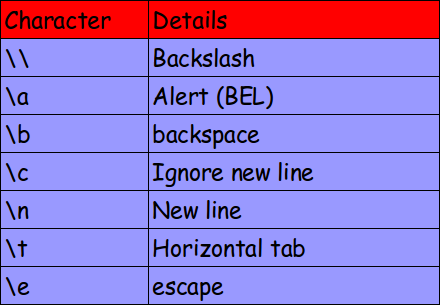 Character Details
\\ Backslash
\a Alert (BEL)
\b backspace
\c Ignore new line
\n New line
\t Horizontal tab
\e escape